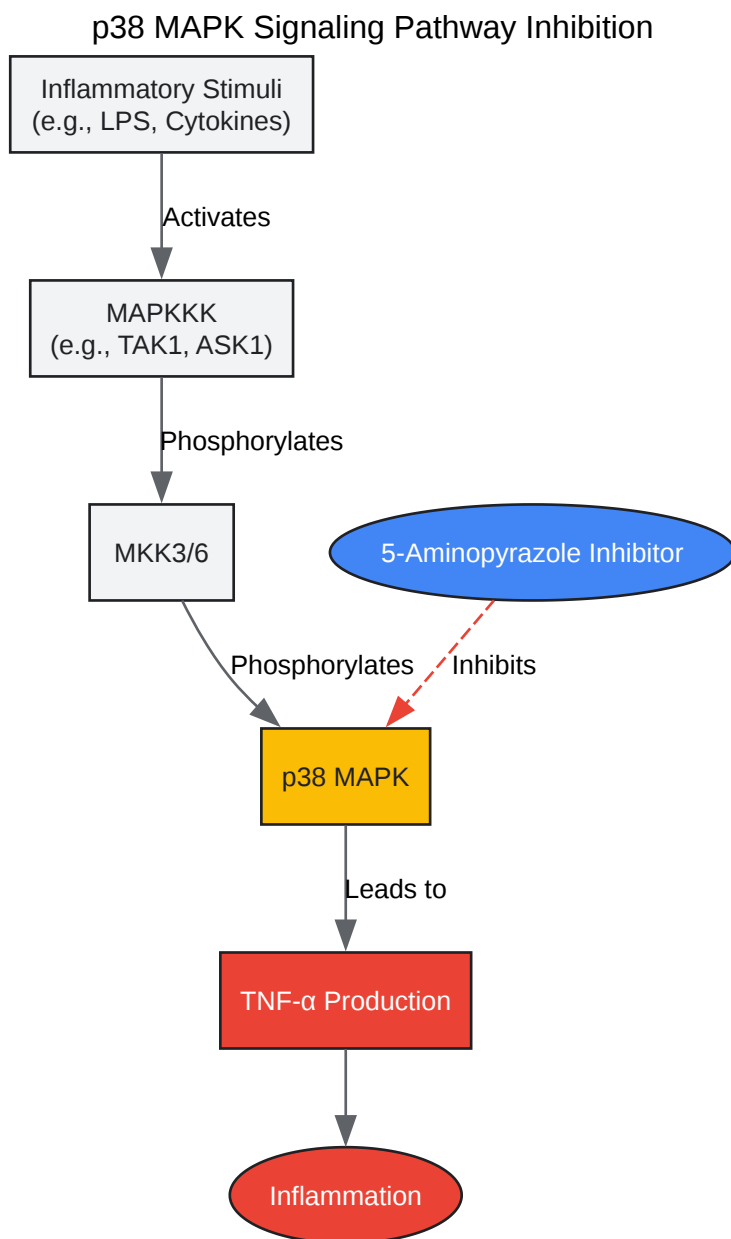 p38 MAPK Signaling Pathway Inhibition
Inflammatory Stimuli
(e.g., LPS, Cytokines)
Activates
MAPKKK
(e.g., TAK1, ASK1)
Phosphorylates
MKK3/6
5-Aminopyrazole Inhibitor
Phosphorylates
Inhibits
p38 MAPK
Leads to
TNF-α Production
Inflammation